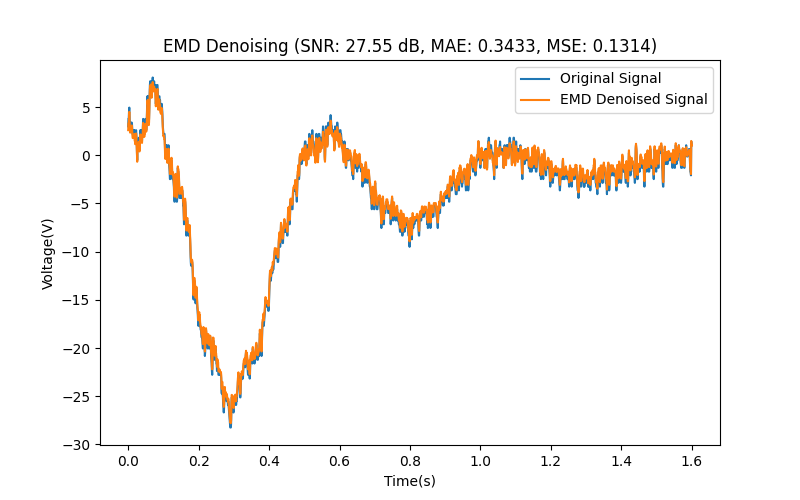 EMD Denoising (SNR: 27.55 dB, MAE: 0.3433, MSE: 0.1314)
Original Signal
EMD Denoised Signal
Voltage(V)
5
0
−5
−10
−15
−20
−25
−30
0.0 0.2 0.4 0.6 0.8 1.0 1.2 1.4 1.6
Time(s)